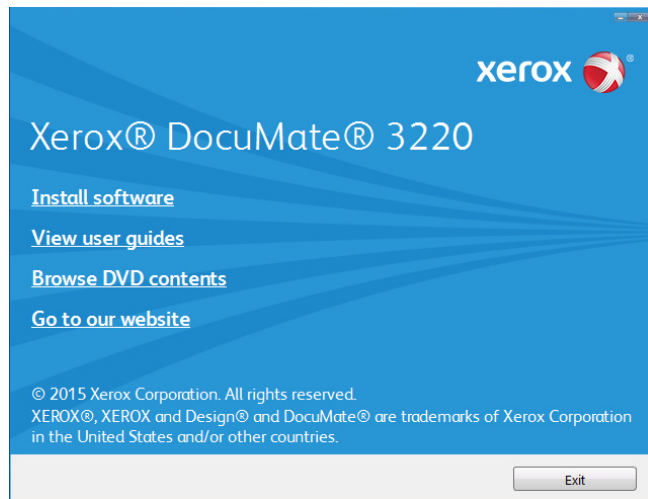 xerox®
Xerox® DocuMate® 3220
Install software
View user guides
Browse DVD contents
Go to our website
© 2015 Xerox Corporation. All rights reserved.
XEROX®, XEROX and Design® and DocuMate® are trademarks of Xerox Corporation
in the United States and/or other countries.
Exit